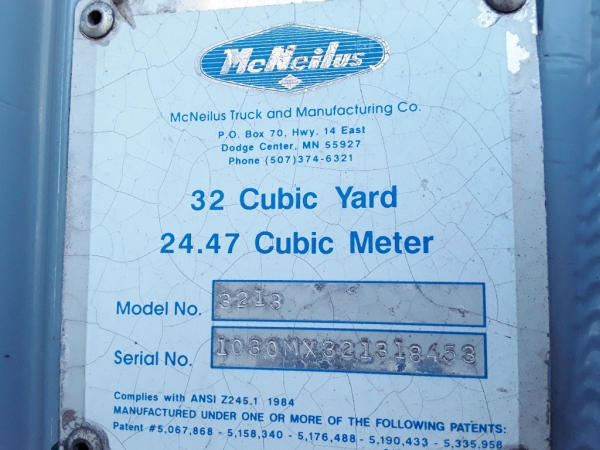 McNeilus
McNeilus Truck and Manufacturing Co.
P.O. Box 70, Hwy. 14 East
Dodge Center, MN 55927
Phone (507)374-6321
32 Cubic Yard
24.47 Cubic Meter
Model No. 3213
Serial No. 1030MX321318453
Complies with ANSI Z245.1 1984
MANUFACTURED UNDER ONE OR MORE OF THE FOLLOWING PATENTS:
Patent #5,067,868 - 5,158,340 - 5,176,488 - 5,190,433 - 5,335,958